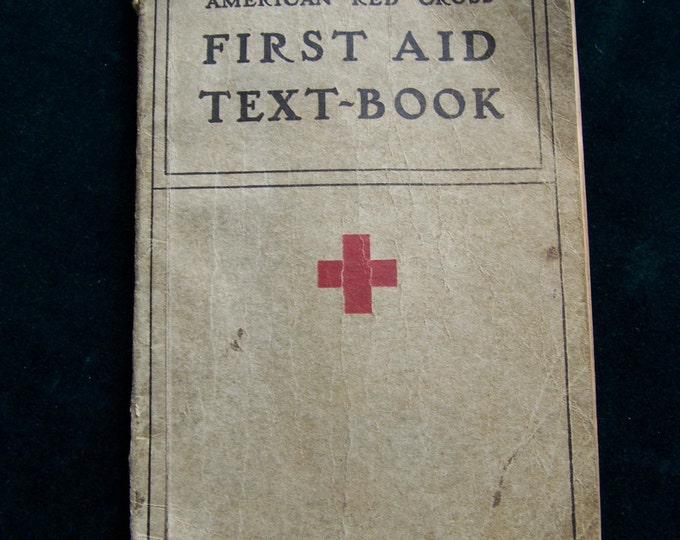 AMERICAN RED CROSS
FIRST AID
TEXT-BOOK